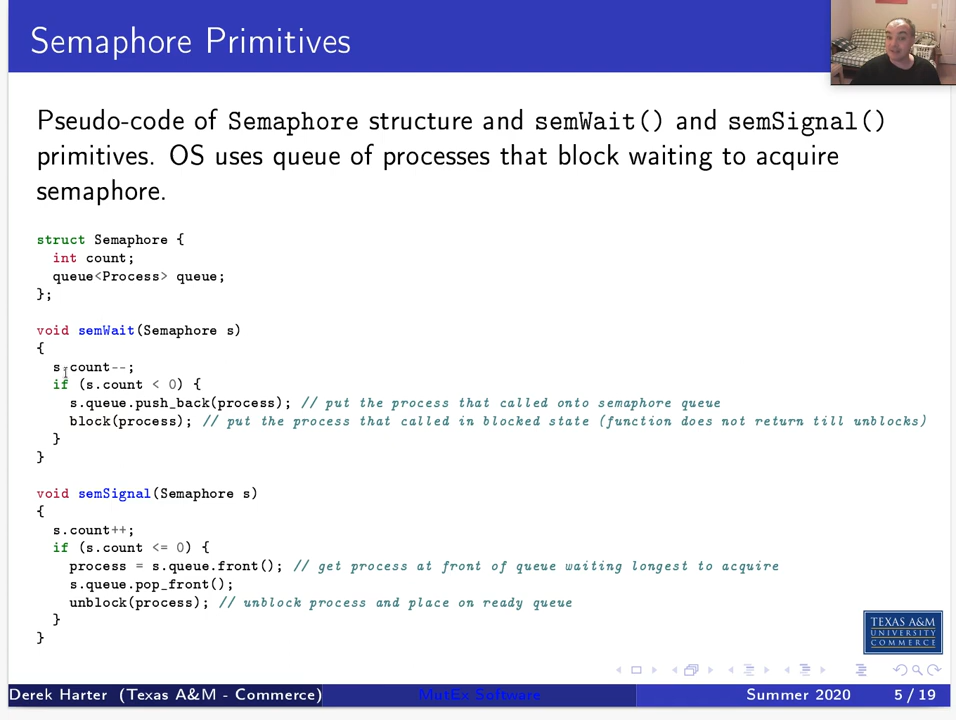 Semaphore Primitives
Pseudo-code of Semaphore structure and semWait() and semSignal()
primitives. OS uses queue of processes that block waiting to acquire
semaphore.
struct Semaphore {
  int count;
  queue<Process> queue;
};
void semWait(Semaphore s)
{
  s.count--;
  if (s.count < 0) {
    s.queue.push_back(process); // put the process that called onto semaphore queue
    block(process); // put the process that called in blocked state (function does not return till unblocks)
  }
}
void semSignal(Semaphore s)
{
  s.count++;
  if (s.count <= 0) {
    process = s.queue.front(); // get process at front of queue waiting longest to acquire
    s.queue.pop_front();
    unblock(process); // unblock process and place on ready queue
  }
}
TEXAS A&M
UNIVERSITY
COMMERCE
Derek Harter (Texas A&M - Commerce) MutEx Software Summer 2020 5 / 19